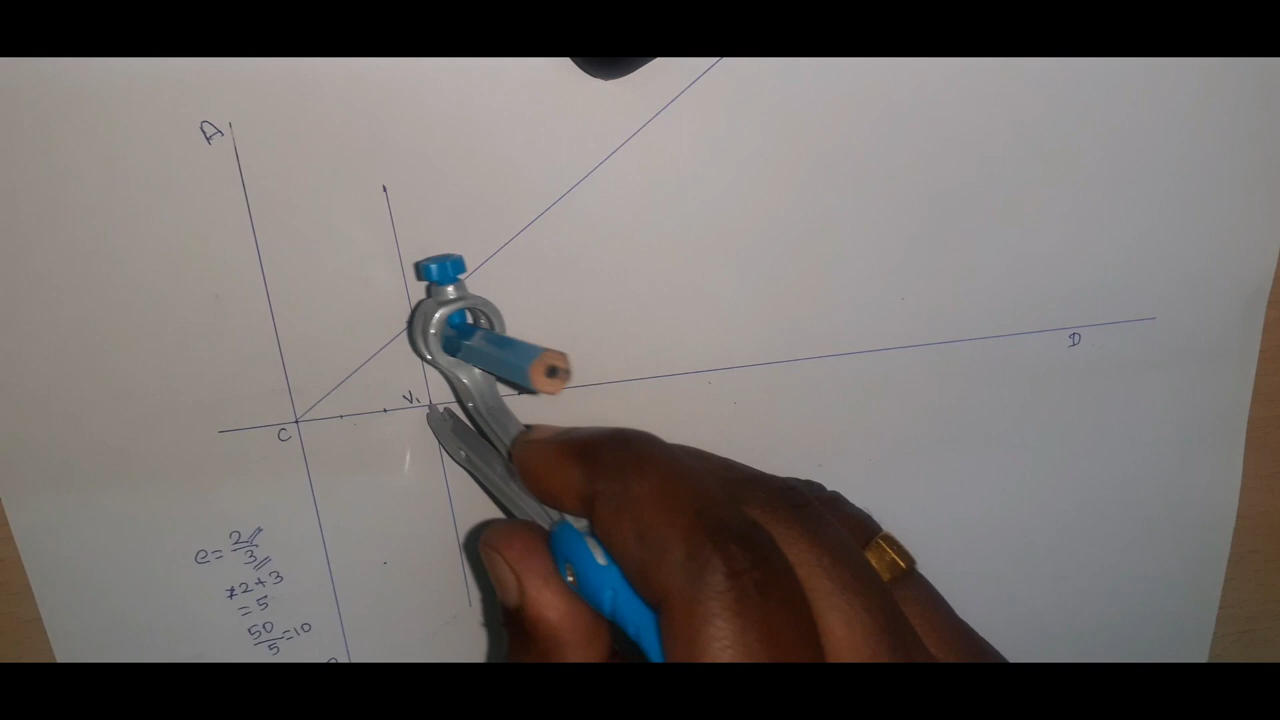 A
V₁
D
C
e=2/3
*2+3
=5
50/5=10